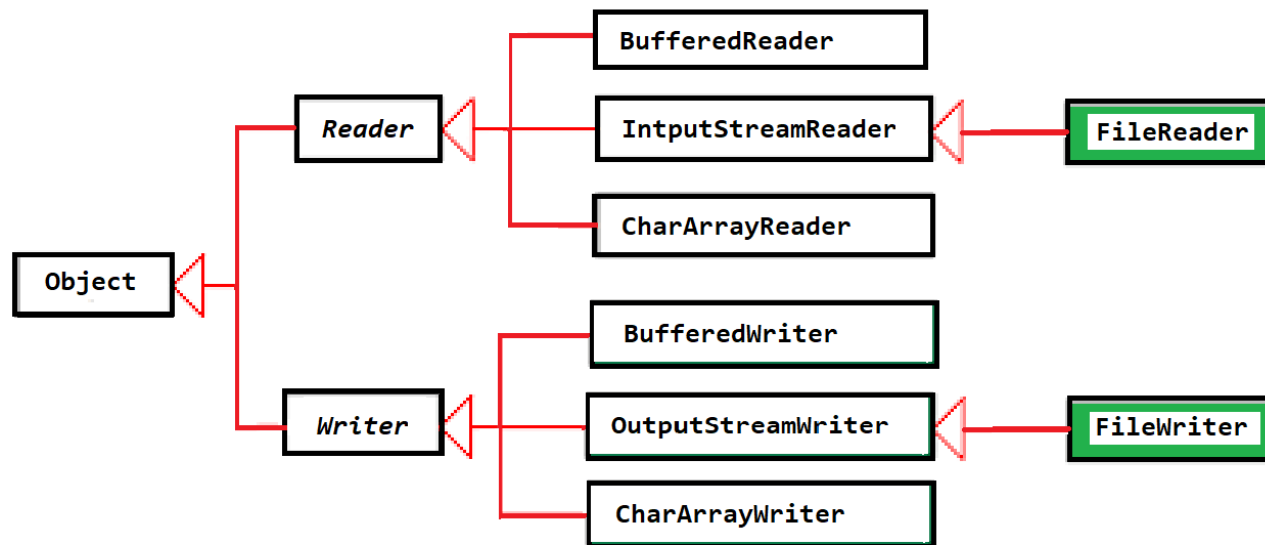 BufferedReader
Reader
IntputStreamReader
FileReader
CharArrayReader
Object
BufferedWriter
Writer
OutputStreamWriter
FileWriter
CharArrayWriter